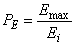 P_E = E_max / E_i